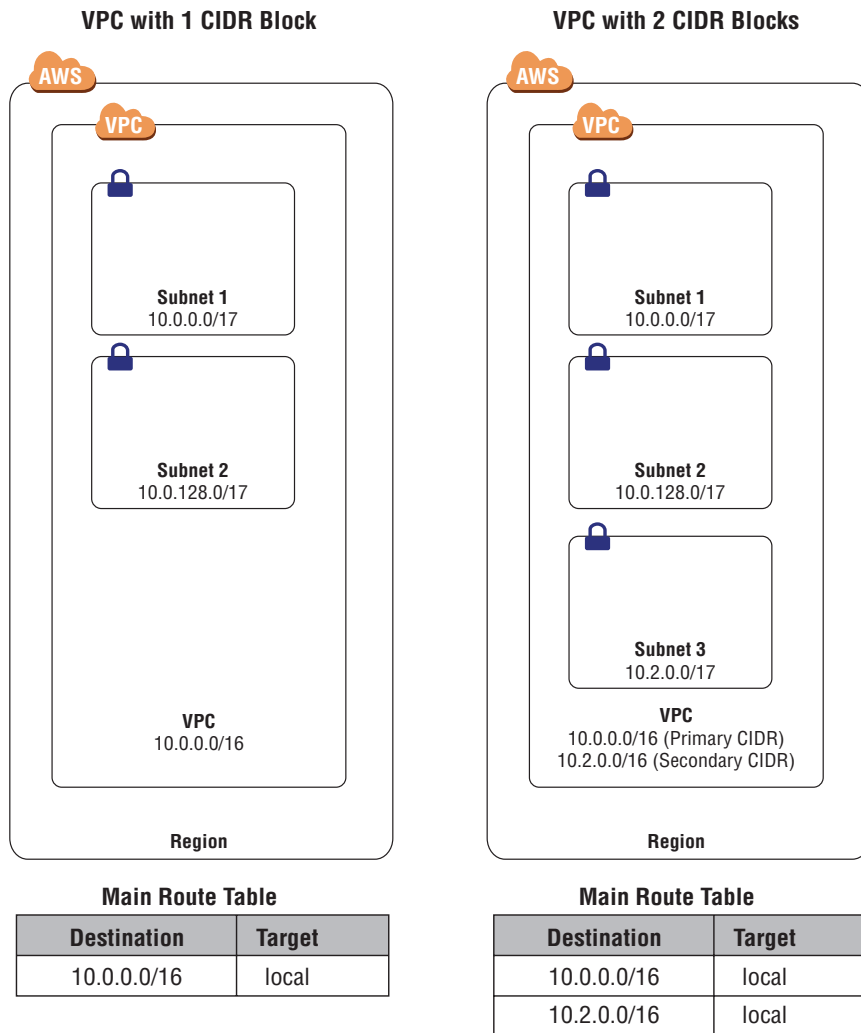 VPC with 1 CIDR Block
AWS
VPC
Subnet 1
10.0.0.0/17
Subnet 2
10.0.128.0/17
VPC
10.0.0.0/16
Region
Main Route Table
Destination Target
10.0.0.0/16 local
VPC with 2 CIDR Blocks
AWS
VPC
Subnet 1
10.0.0.0/17
Subnet 2
10.0.128.0/17
Subnet 3
10.2.0.0/17
VPC
10.0.0.0/16 (Primary CIDR)
10.2.0.0/16 (Secondary CIDR)
Region
Main Route Table
Destination Target
10.0.0.0/16 local
10.2.0.0/16 local